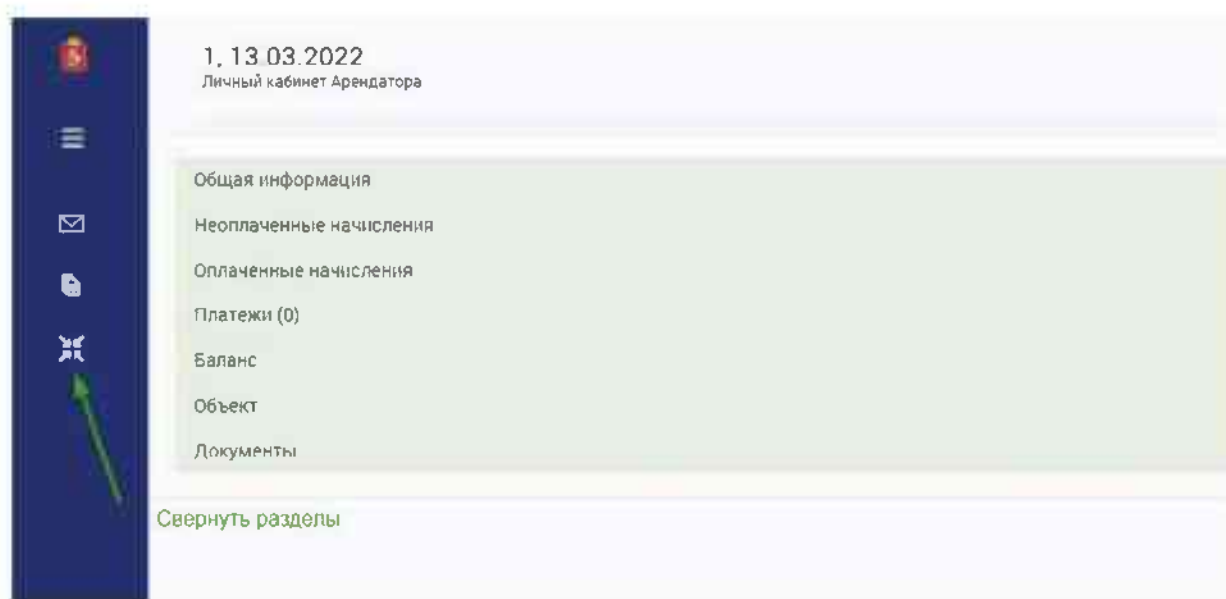 1, 13.03.2022
Личный кабинет Арендатора
Общая информация
Неоплаченные начисления
Оплаченные начисления
Платежи (0)
Баланс
Объект
Документы
Свернуть разделы